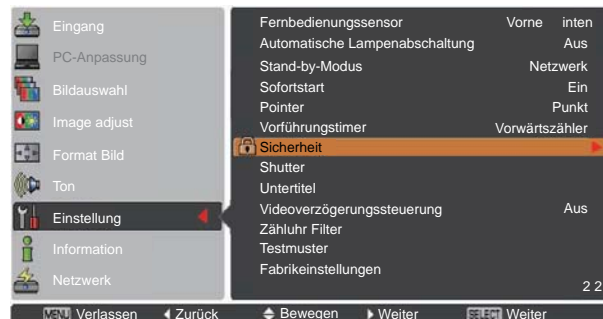 Eingang
PC-Anpassung
Bildauswahl
Image adjust
Format Bild
Ton
Einstellung
Information
Netzwerk
Fernbedienungssensor Vorne inten
Automatische Lampenabschaltung Aus
Stand-by-Modus Netzwerk
Sofortstart Ein
Pointer Punkt
Vorführungstimer Vorwärtszähler
Sicherheit
Shutter
Untertitel
Videoverzögerungssteuerung Aus
Zähluhr Filter
Testmuster
Fabrikeinstellungen
2 2
MENU Verlassen Zurück Bewegen Weiter SELECT Weiter